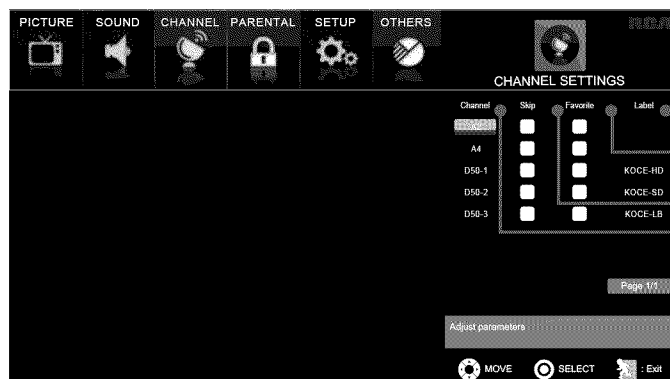 PICTURE SOUND CHANNEL PARENTAL SETUP OTHERS
RCA
CHANNEL SETTINGS
Channel Skip Favorite Label
A4
D50-1 KOCE-HD
D50-2 KOCE-SD
D50-3 KOCE-LB
Page 1/1
Adjust parameters
MOVE SELECT : Exit